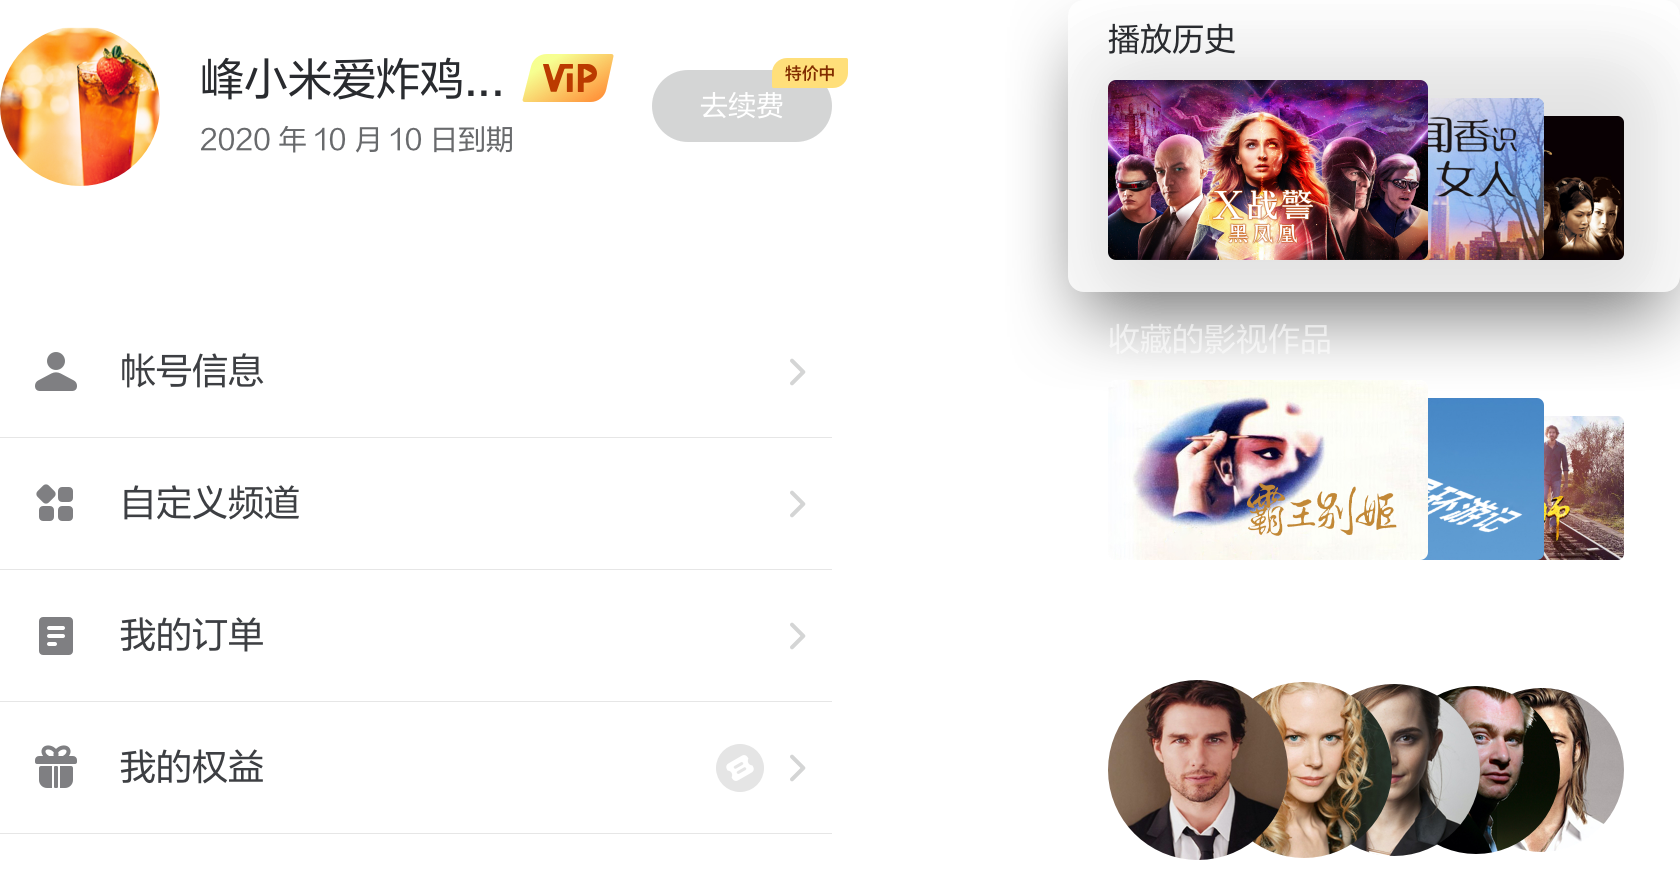 峰小米爱炸鸡...
VIP
特价中
去续费
2020 年 10 月 10 日到期
帐号信息
自定义频道
我的订单
我的权益
播放历史
X战警
黑凤凰
闻香识
女人
收藏的影视作品
霸王别姬
环游记
师